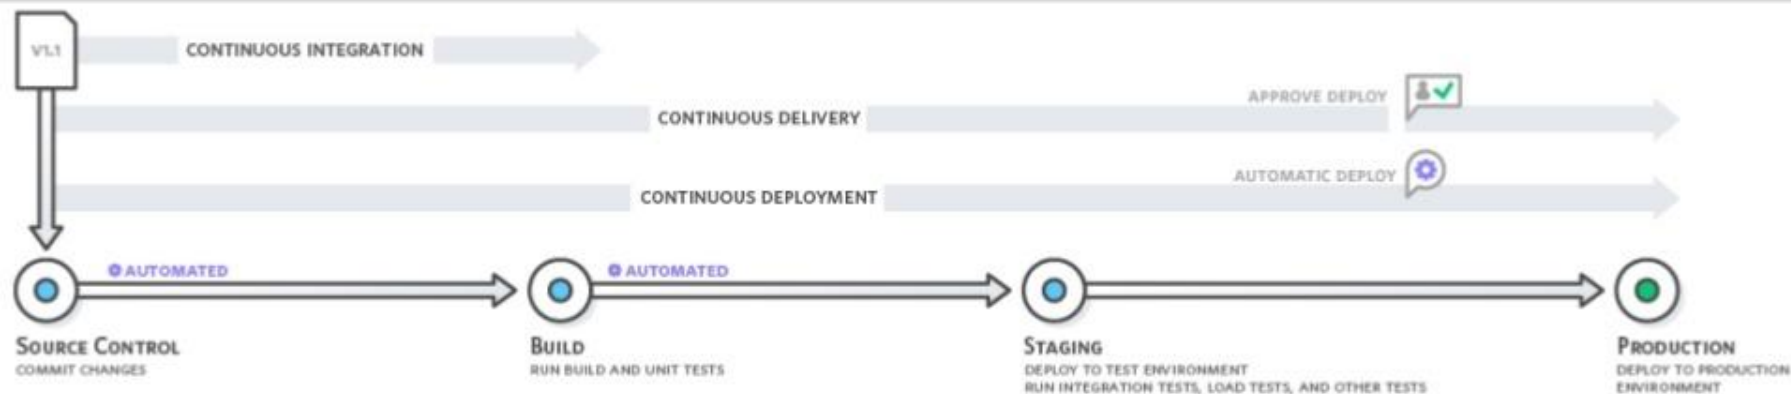 V1.1
CONTINUOUS INTEGRATION
APPROVE DEPLOY
CONTINUOUS DELIVERY
AUTOMATIC DEPLOY
CONTINUOUS DEPLOYMENT
AUTOMATED
AUTOMATED
SOURCE CONTROL
COMMIT CHANGES
BUILD
RUN BUILD AND UNIT TESTS
STAGING
DEPLOY TO TEST ENVIRONMENT
RUN INTEGRATION TESTS, LOAD TESTS, AND OTHER TESTS
PRODUCTION
DEPLOY TO PRODUCTION
ENVIRONMENT